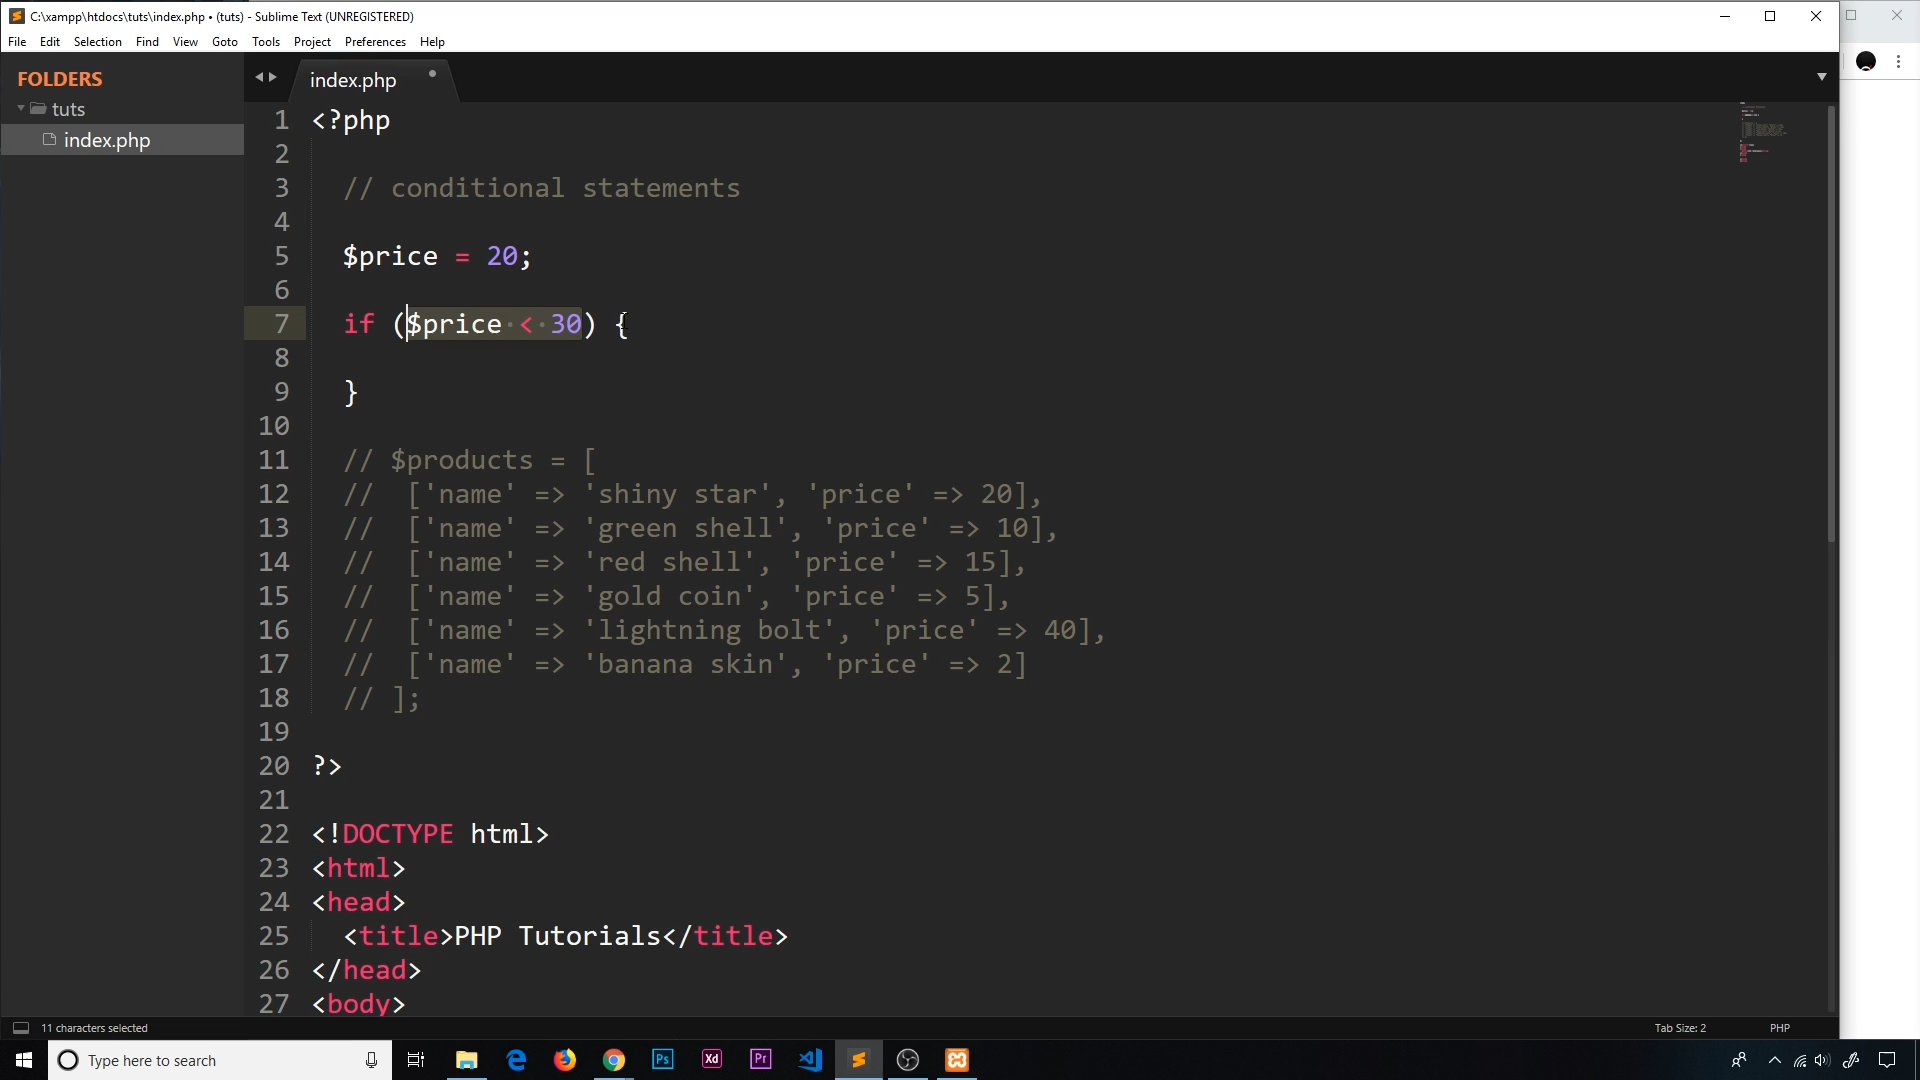 C:\xampp\htdocs\tuts\index.php • (tuts) - Sublime Text (UNREGISTERED)
File Edit Selection Find View Goto Tools Project Preferences Help
FOLDERS
tuts
index.php
index.php
1 <?php
2
3 // conditional statements
4
5 $price = 20;
6
7 if ($price < 30) {
8
9 }
10
11 // $products = [
12 // ['name' => 'shiny star', 'price' => 20],
13 // ['name' => 'green shell', 'price' => 10],
14 // ['name' => 'red shell', 'price' => 15],
15 // ['name' => 'gold coin', 'price' => 5],
16 // ['name' => 'lightning bolt', 'price' => 40],
17 // ['name' => 'banana skin', 'price' => 2]
18 // ];
19
20 ?>
21
22 <!DOCTYPE html>
23 <html>
24 <head>
25 <title>PHP Tutorials</title>
26 </head>
27 <body>
11 characters selected Tab Size: 2 PHP
Type here to search Ps Xd Pr